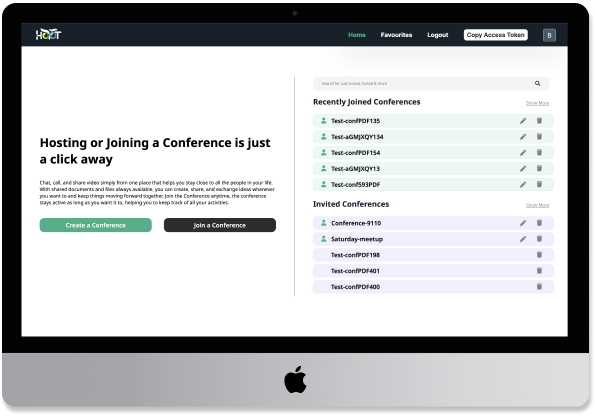 HOOT
Home
Favourites
Logout
Copy Access Token
B
Hosting or Joining a Conference is just
a click away
Chat, call, and share video simply from one place that helps you stay close to all the people in your life.
With shared documents and files always available, you can create, share, and exchange ideas wherever
you want to and keep things moving forward together. Join the Conference anytime, the conference
stays active as long as you want it to, helping you to keep track of all your activities.
Create a Conference
Join a Conference
Search for Last Joined, Invited & more
Recently Joined Conferences
Show More
Test-confPDF135
Test-aGMJXQY134
Test-confPDF154
Test-aGMJXQY13
Test-conf593PDF
Invited Conferences
Show More
Conference-9110
Saturday-meetup
Test-confPDF198
Test-confPDF401
Test-confPDF400